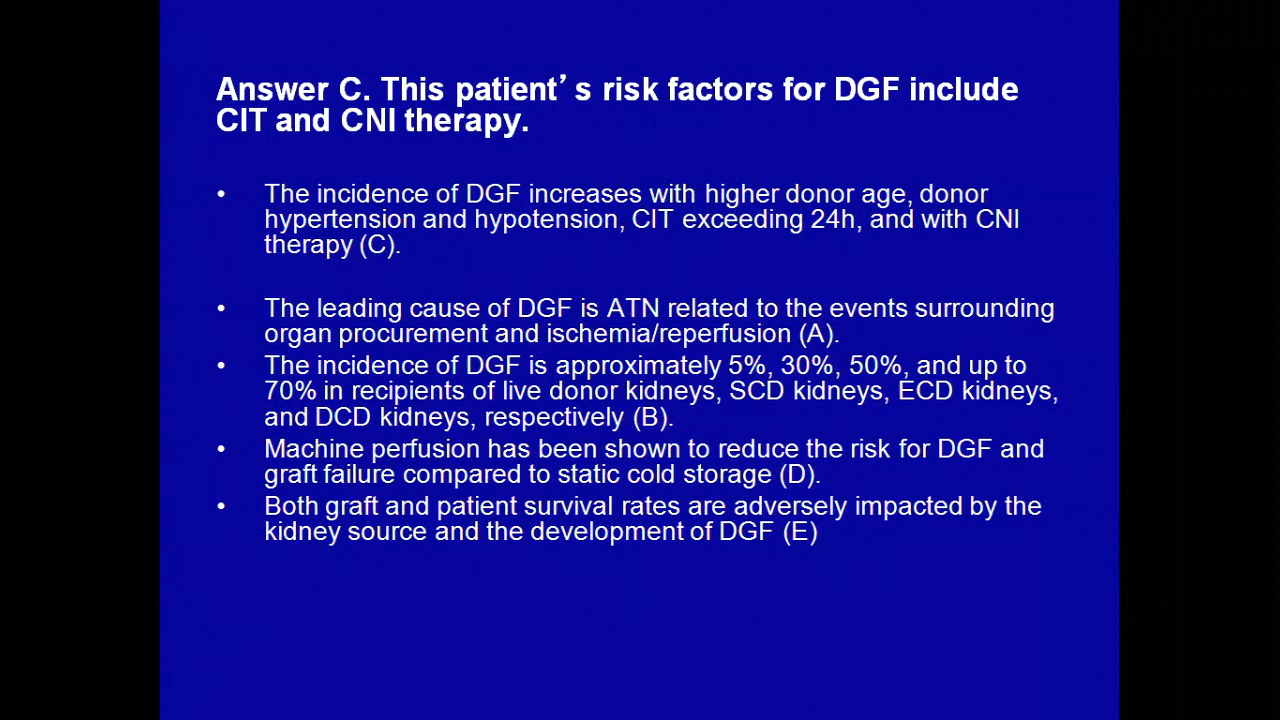 Answer C. This patient’s risk factors for DGF include
CIT and CNI therapy.
• The incidence of DGF increases with higher donor age, donor
hypertension and hypotension, CIT exceeding 24h, and with CNI
therapy (C).
• The leading cause of DGF is ATN related to the events surrounding
organ procurement and ischemia/reperfusion (A).
• The incidence of DGF is approximately 5%, 30%, 50%, and up to
70% in recipients of live donor kidneys, SCD kidneys, ECD kidneys,
and DCD kidneys, respectively (B).
• Machine perfusion has been shown to reduce the risk for DGF and
graft failure compared to static cold storage (D).
• Both graft and patient survival rates are adversely impacted by the
kidney source and the development of DGF (E)